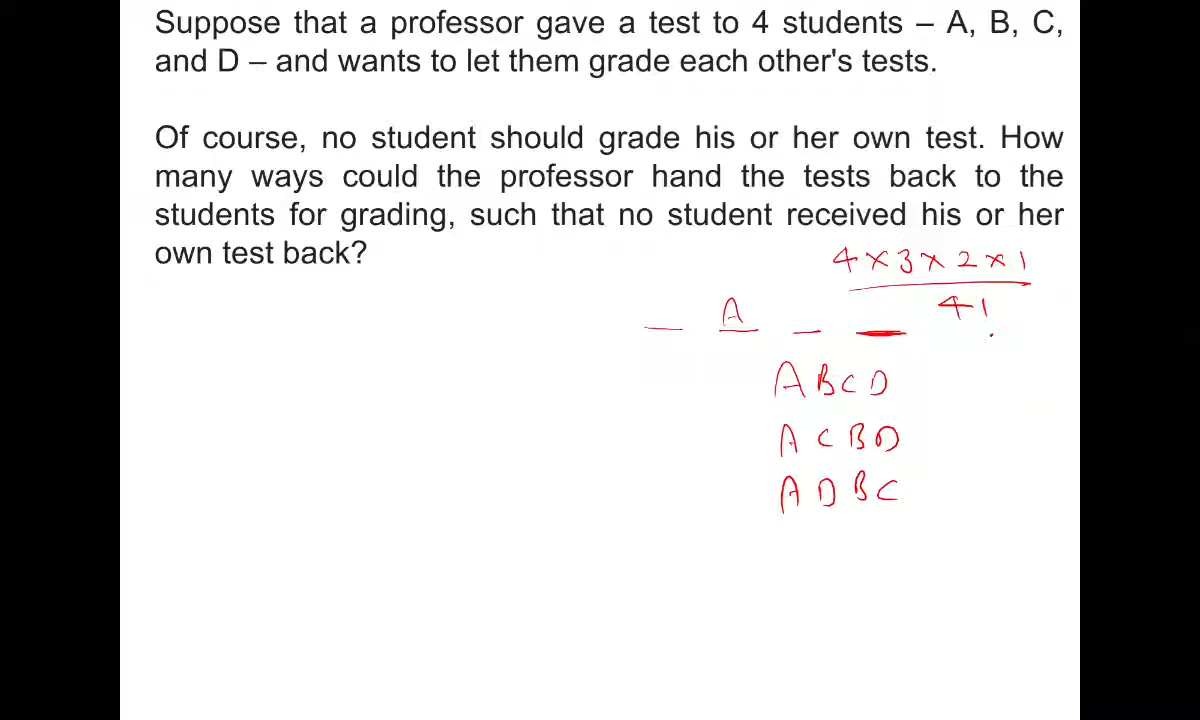 Suppose that a professor gave a test to 4 students – A, B, C,
and D – and wants to let them grade each other's tests.
Of course, no student should grade his or her own test. How
many ways could the professor hand the tests back to the
students for grading, such that no student received his or her
own test back?
4 × 3 × 2 × 1
4!
_ A _ _
A B C D
A C B D
A D B C